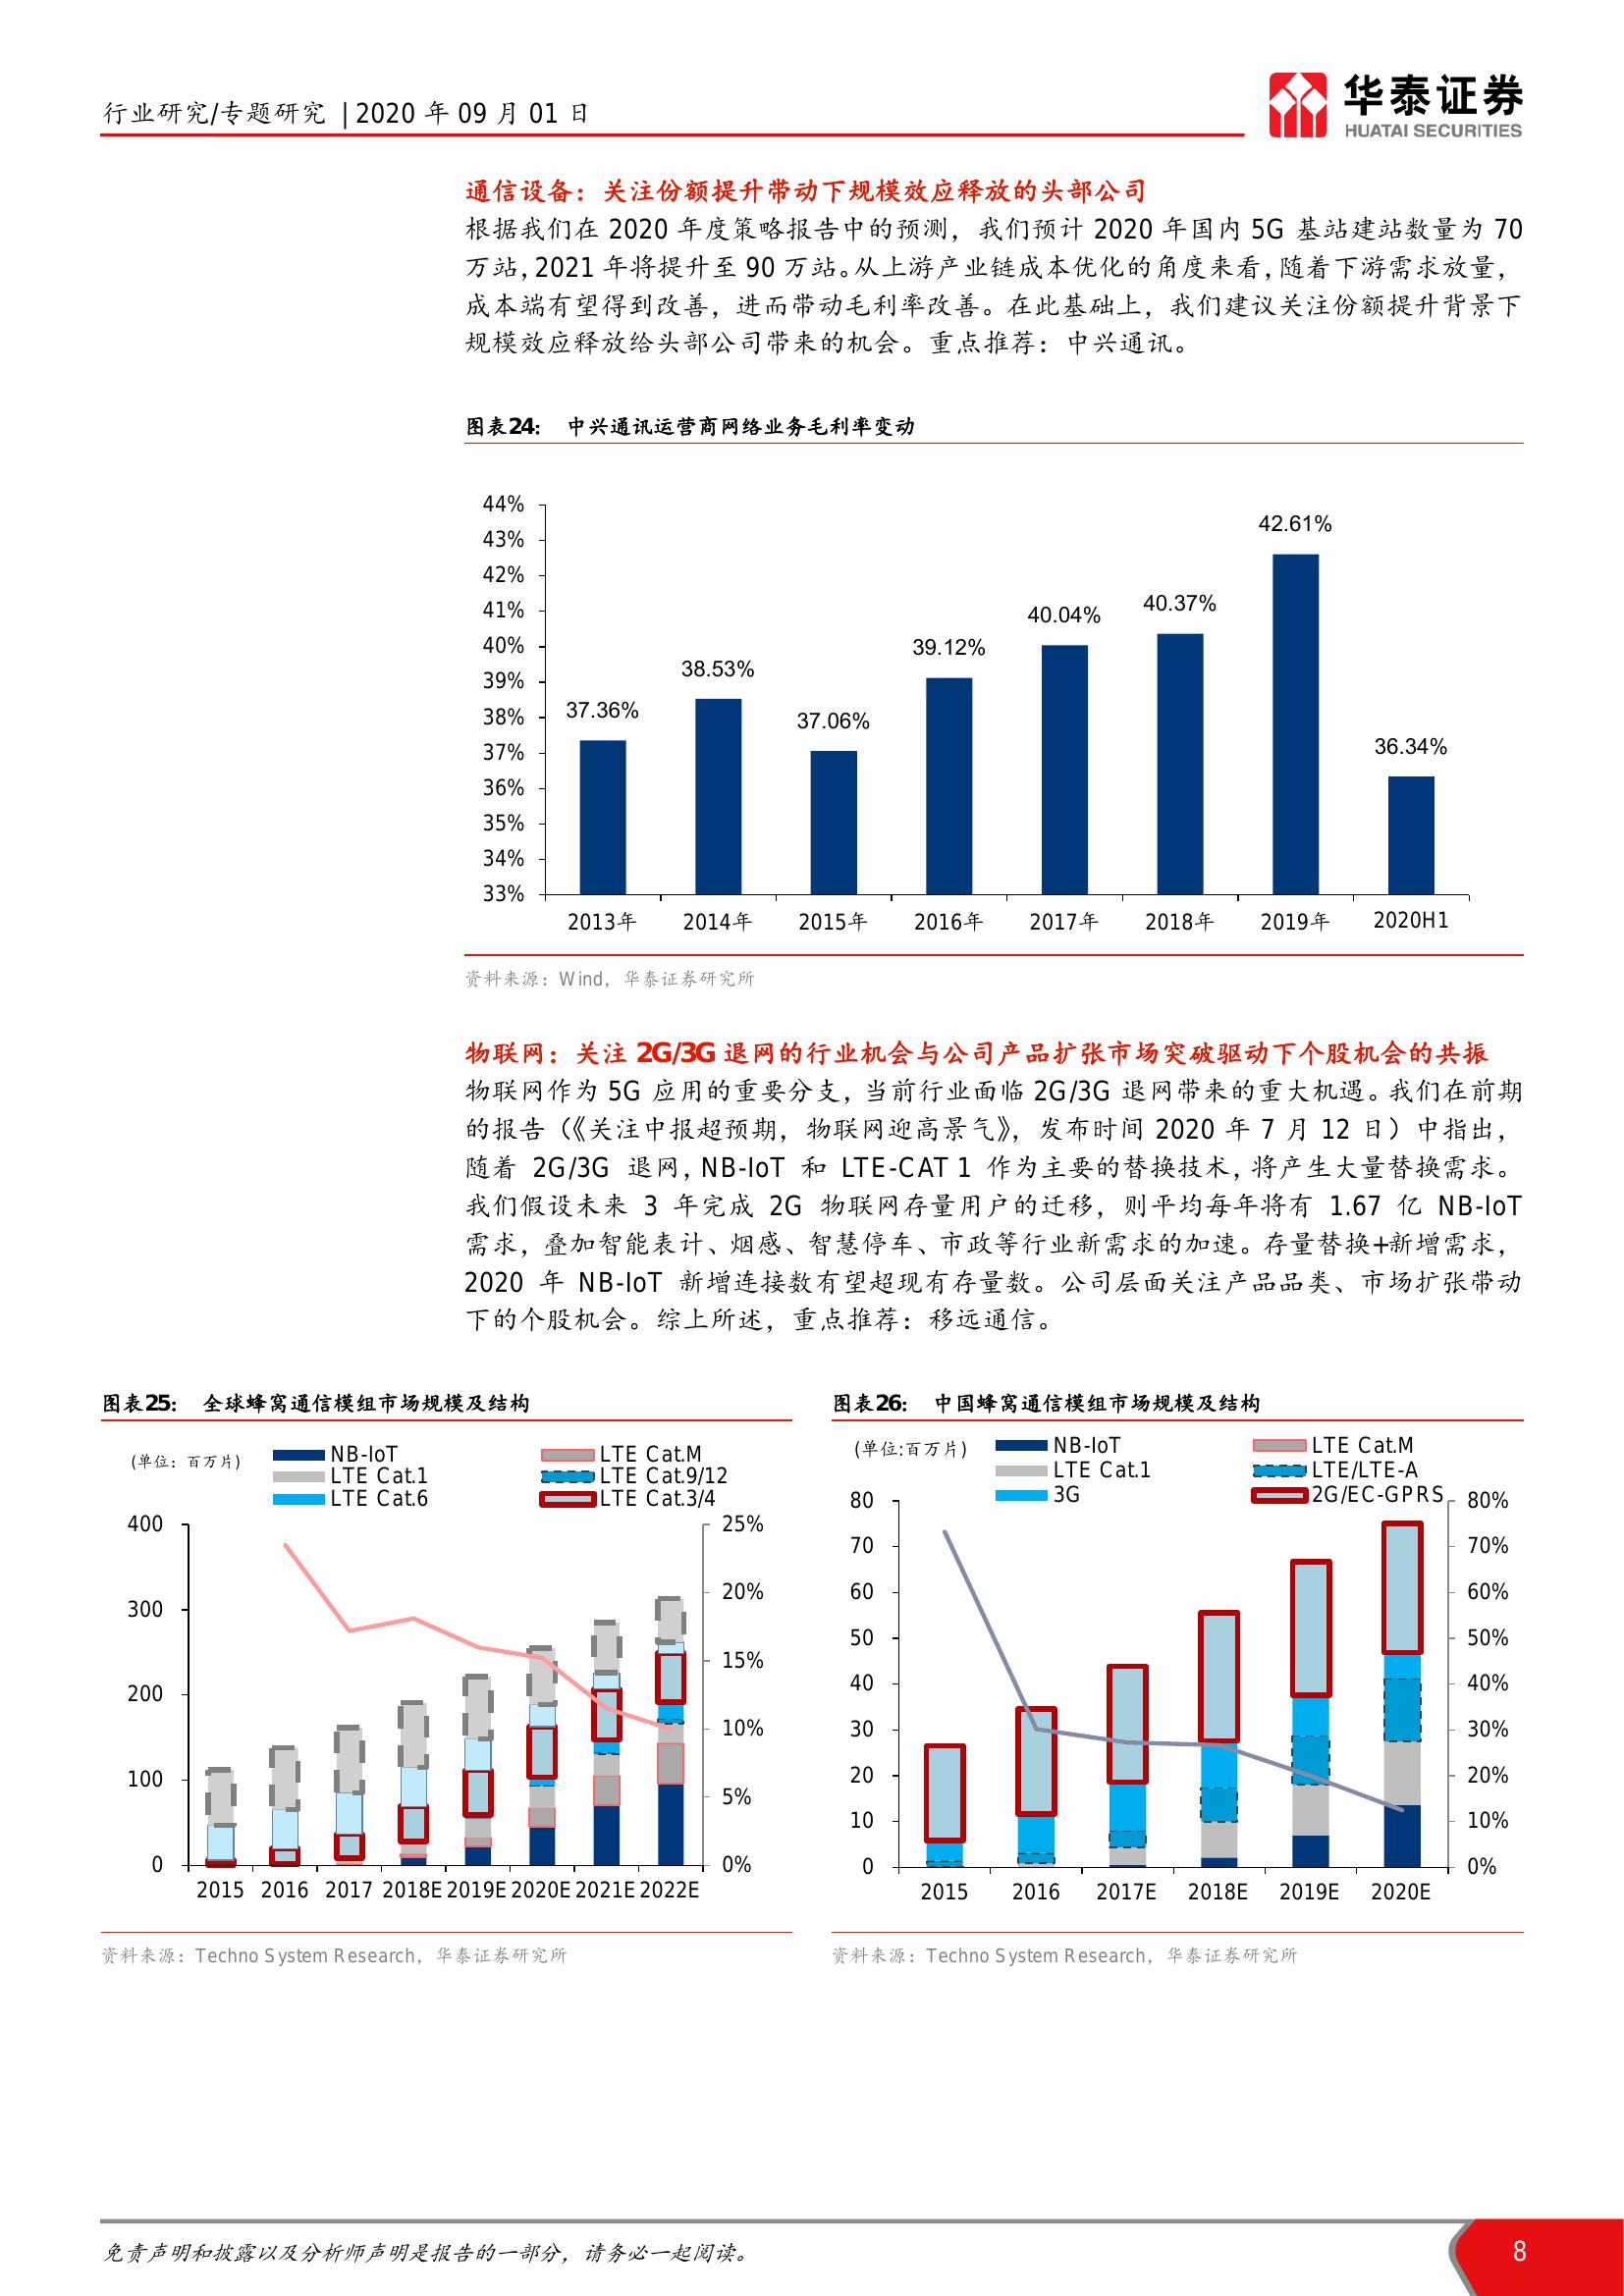 行业研究/专题研究 | 2020 年 09 月 01 日
华泰证券
HUATAI SECURITIES
通信设备：关注份额提升带动下规模效应释放的头部公司
根据我们在 2020 年度策略报告中的预测，我们预计 2020 年国内 5G 基站建站数量为 70
万站，2021 年将提升至 90 万站。从上游产业链成本优化的角度来看，随着下游需求放量，
成本端有望得到改善，进而带动毛利率改善。在此基础上，我们建议关注份额提升背景下
规模效应释放给头部公司带来的机会。重点推荐：中兴通讯。
图表24： 中兴通讯运营商网络业务毛利率变动
44%
43%
42%
41%
40%
39%
38%
37%
36%
35%
34%
33%
37.36%
38.53%
37.06%
39.12%
40.04%
40.37%
42.61%
36.34%
2013年 2014年 2015年 2016年 2017年 2018年 2019年 2020H1
资料来源：Wind，华泰证券研究所
物联网：关注 2G/3G 退网的行业机会与公司产品扩张市场突破驱动下个股机会的共振
物联网作为 5G 应用的重要分支，当前行业面临 2G/3G 退网带来的重大机遇。我们在前期
的报告（《关注中报超预期，物联网迎高景气》，发布时间 2020 年 7 月 12 日）中指出，
随着 2G/3G 退网，NB-IoT 和 LTE-CAT 1 作为主要的替换技术，将产生大量替换需求。
我们假设未来 3 年完成 2G 物联网存量用户的迁移，则平均每年将有 1.67 亿 NB-IoT
需求，叠加智能表计、烟感、智慧停车、市政等行业新需求的加速。存量替换+新增需求，
2020 年 NB-IoT 新增连接数有望超现有存量数。公司层面关注产品品类、市场扩张带动
下的个股机会。综上所述，重点推荐：移远通信。
图表25： 全球蜂窝通信模组市场规模及结构
(单位：百万片)
NB-IoT LTE Cat.M
LTE Cat.1 LTE Cat.9/12
LTE Cat.6 LTE Cat.3/4
400
300
200
100
0
25%
20%
15%
10%
5%
0%
2015 2016 2017 2018E 2019E 2020E 2021E 2022E
资料来源：Techno System Research，华泰证券研究所
图表26： 中国蜂窝通信模组市场规模及结构
(单位:百万片)
NB-IoT LTE Cat.M
LTE Cat.1 LTE/LTE-A
3G 2G/EC-GPRS
80
70
60
50
40
30
20
10
0
80%
70%
60%
50%
40%
30%
20%
10%
0%
2015 2016 2017E 2018E 2019E 2020E
资料来源：Techno System Research，华泰证券研究所
免责声明和披露以及分析师声明是报告的一部分，请务必一起阅读。
8